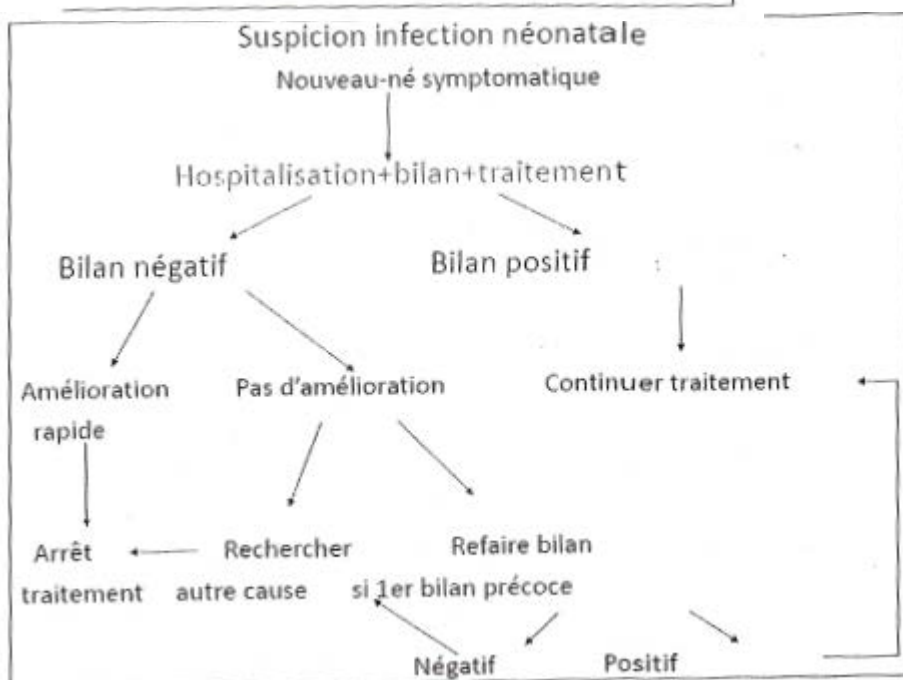 Suspicion infection néonatale
Nouveau-né symptomatique
Hospitalisation+bilan+traitement
Bilan négatif
Bilan positif
Amélioration
rapide
Pas d'amélioration
Continuer traitement
Arrêt
traitement
Rechercher
autre cause
Refaire bilan
si 1er bilan précoce
Négatif
Positif